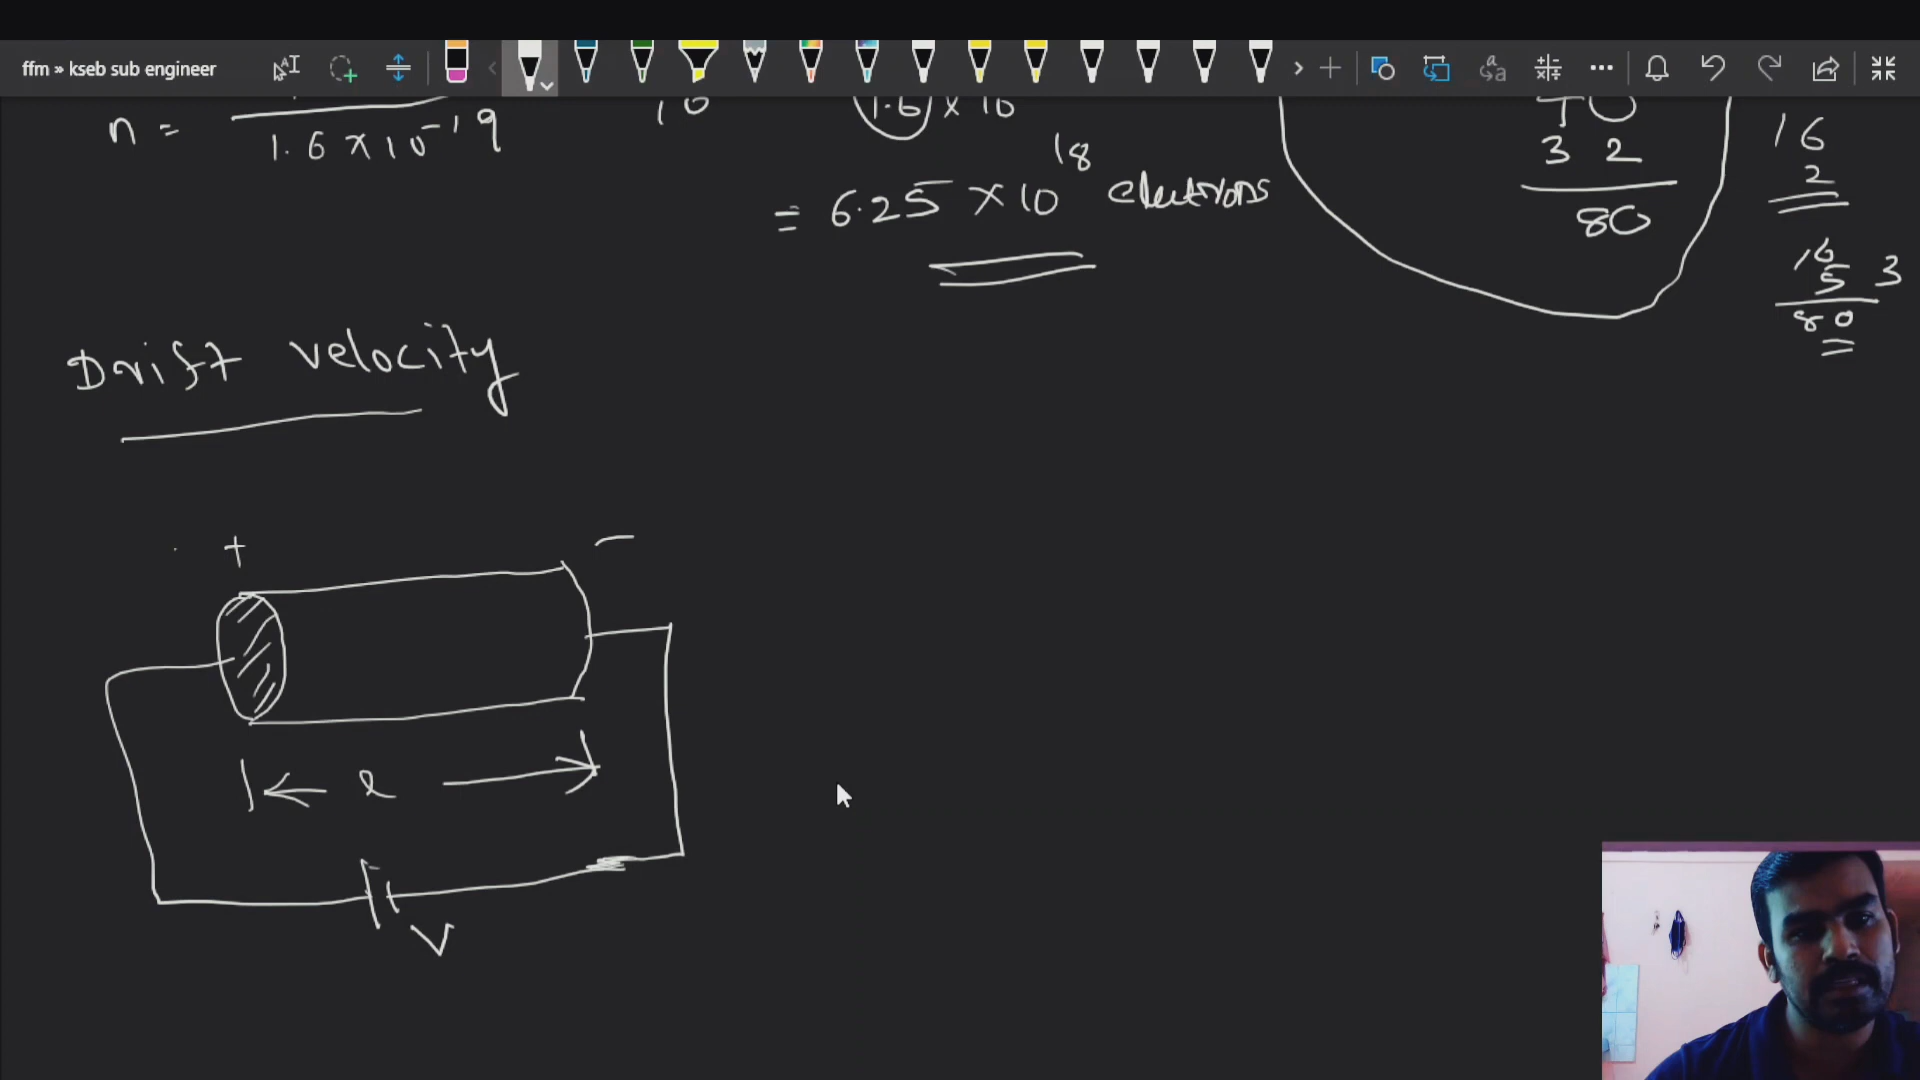 ffm » kseb sub engineer
n =
1.6 × 10⁻¹⁹
10
1.6 × 10
= 6.25 × 10¹⁸ electrons
3 2
80
16
2
16
5 3
80
Drift velocity
+ −
l
V